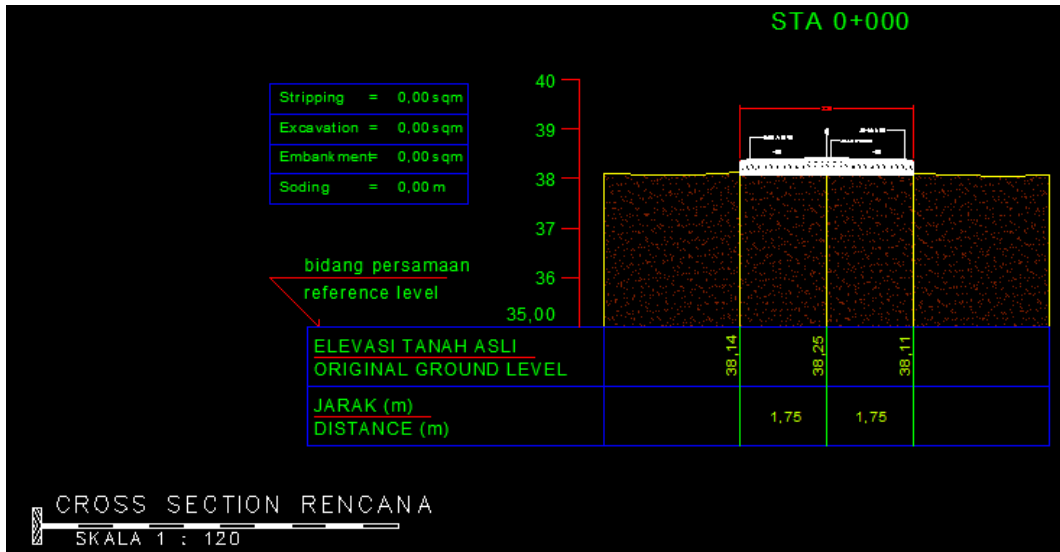 STA 0+000
Stripping = 0,00 sqm
Excavation = 0,00 sqm
Embankment= 0,00 sqm
Soding = 0,00 m
40
39
38
37
36
35,00
bidang persamaan
reference level
ELEVASI TANAH ASLI
ORIGINAL GROUND LEVEL
38,14
38,25
38,11
JARAK (m)
DISTANCE (m)
1,75
1,75
CROSS SECTION RENCANA
SKALA 1 : 120